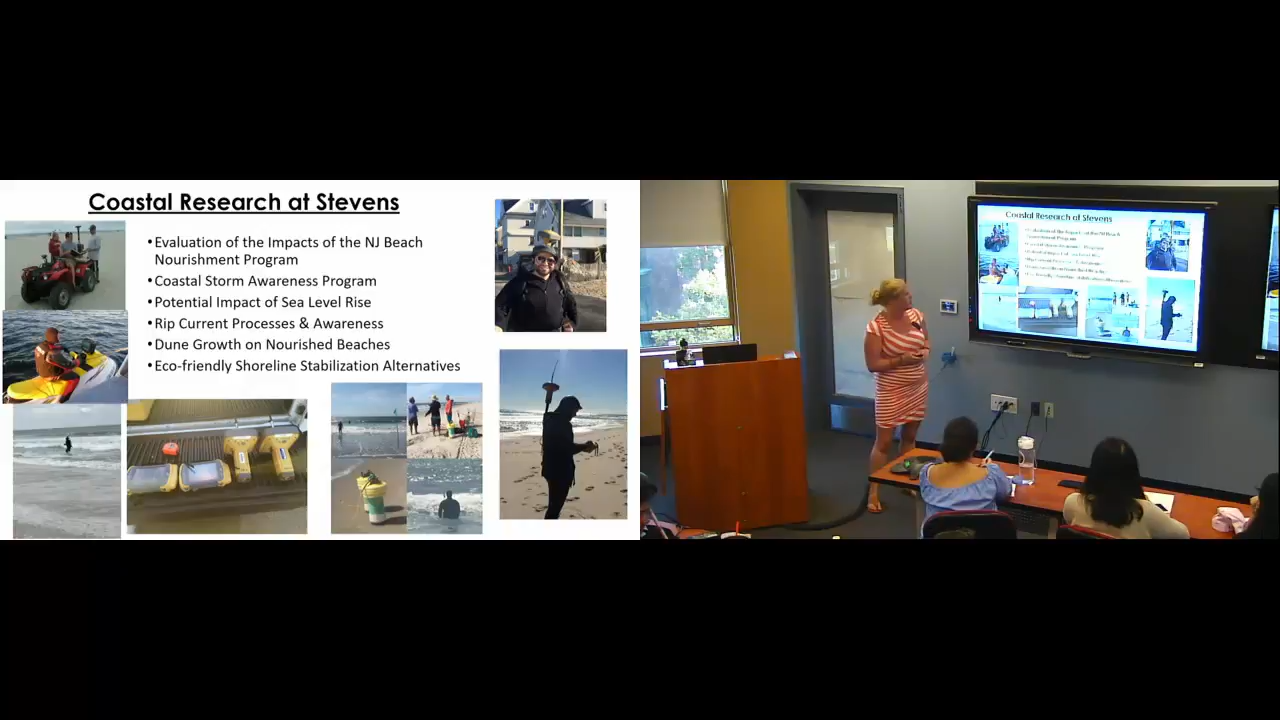 Coastal Research at Stevens
•Evaluation of the Impacts of the NJ Beach
Nourishment Program
•Coastal Storm Awareness Program
•Potential Impact of Sea Level Rise
•Rip Current Processes & Awareness
•Dune Growth on Nourished Beaches
•Eco-friendly Shoreline Stabilization Alternatives
Coastal Research at Stevens